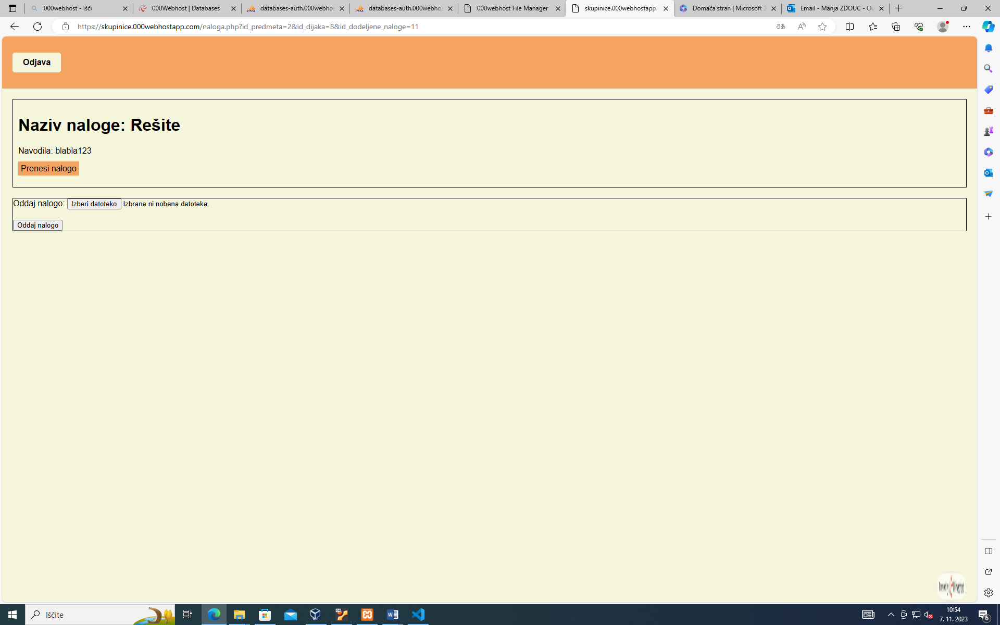 000webhost - Išči
000Webhost | Databases
databases-auth.000webhos
databases-auth.000webhos
000webhost File Manager
skupinice.000webhostapp.c
Domača stran | Microsoft 3
Email - Manja ZDOUC - Ou
https://skupinice.000webhostapp.com/naloga.php?id_predmeta=2&id_dijaka=8&id_dodeljene_naloge=11
Odjava
Naziv naloge: Rešite
Navodila: blabla123
Prenesi nalogo
Oddaj nalogo: Izberi datoteko Izbrana ni nobena datoteka.
Oddaj nalogo
Iščite
10:54
7. 11. 2023
6